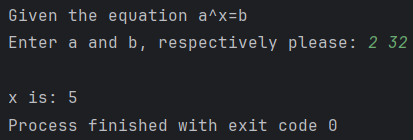 Given the equation a^x=b
Enter a and b, respectively please: 2 32
x is: 5
Process finished with exit code 0